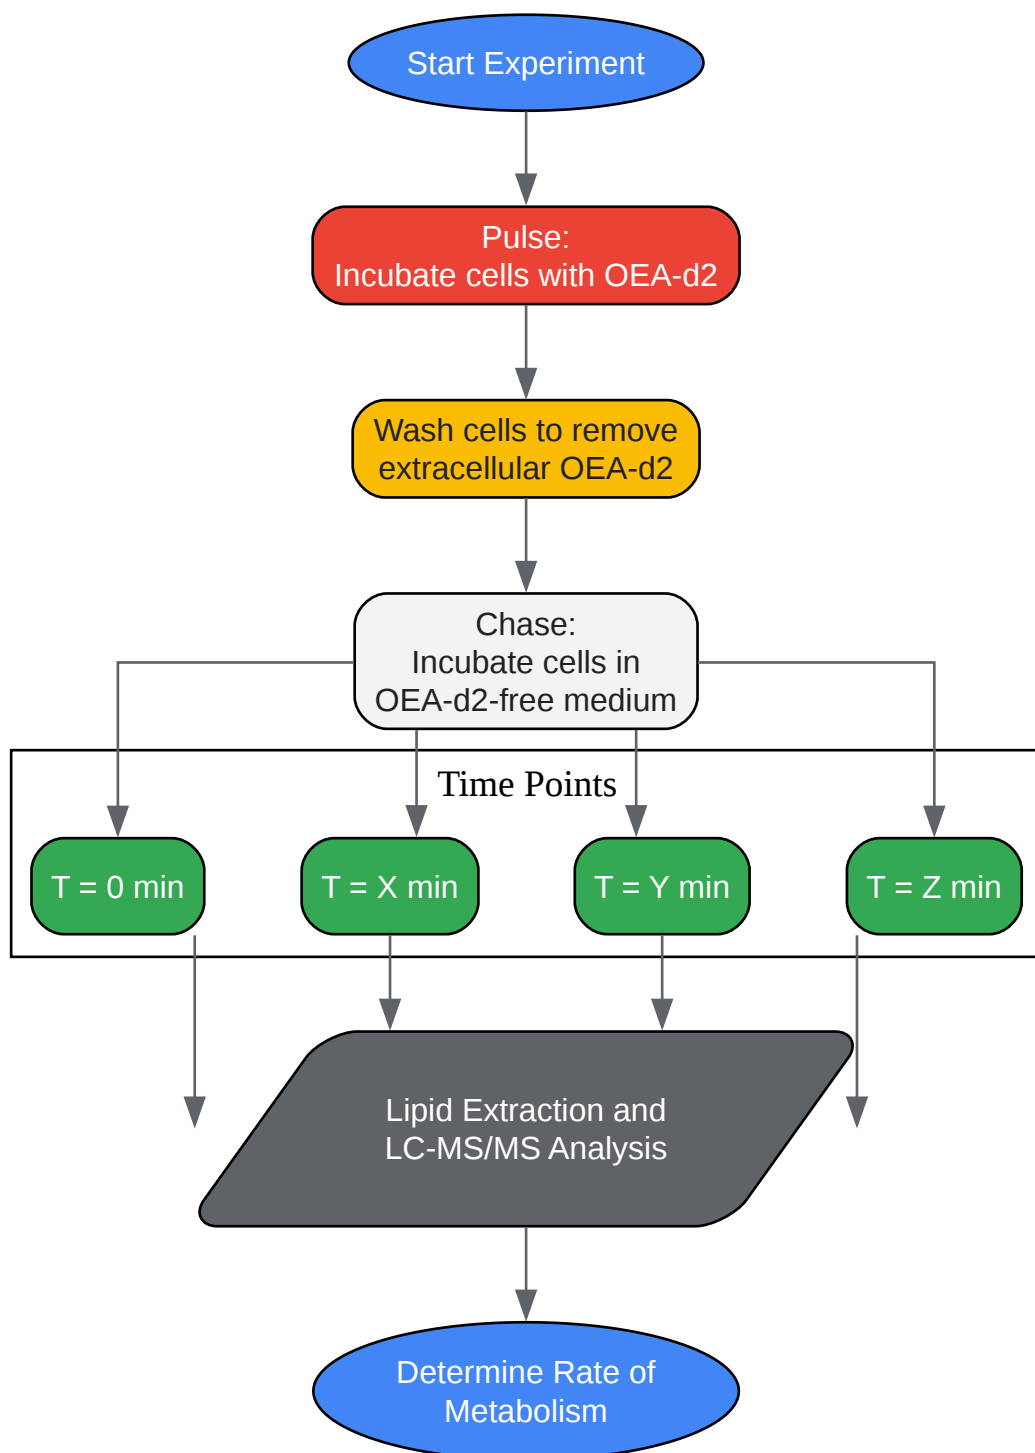 Start Experiment
Pulse:
Incubate cells with OEA-d2
Wash cells to remove
extracellular OEA-d2
Chase:
Incubate cells in
OEA-d2-free medium
Time Points
T = 0 min
T = X min
T = Y min
T = Z min
Lipid Extraction and
LC-MS/MS Analysis
Determine Rate of
Metabolism